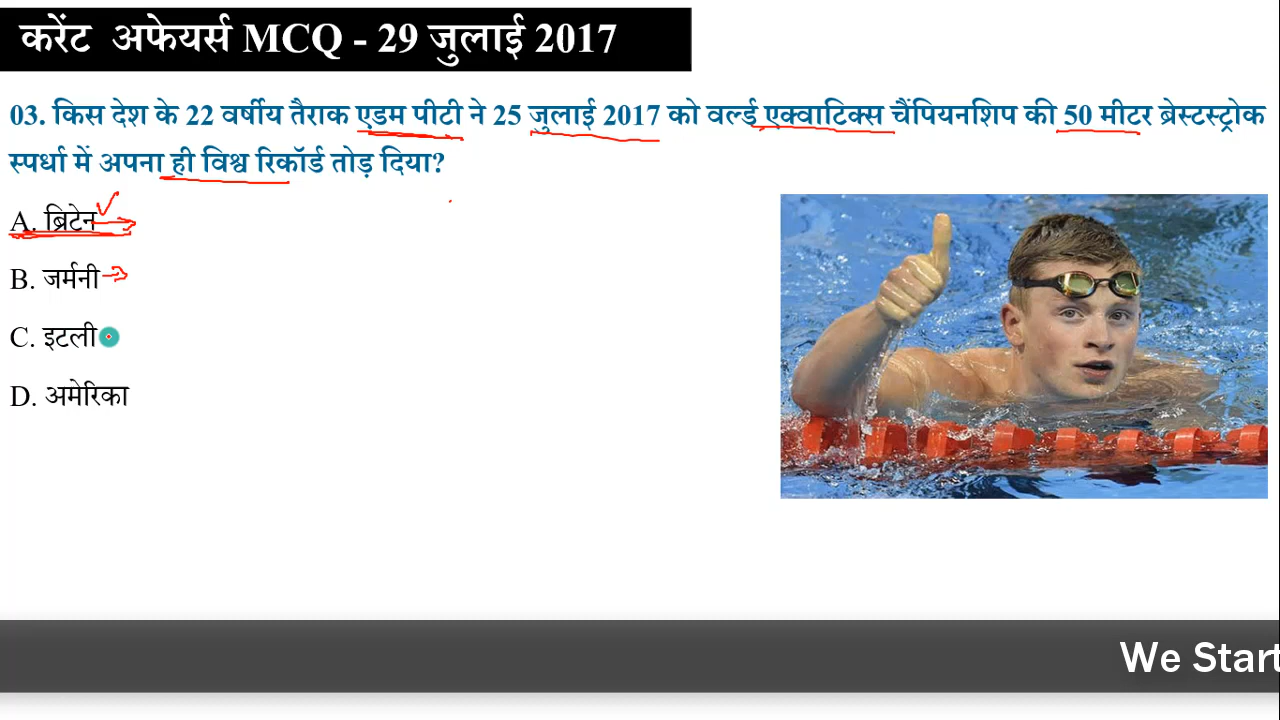 करेंट अफेयर्स MCQ - 29 जुलाई 2017
03. किस देश के 22 वर्षीय तैराक एडम पीटी ने 25 जुलाई 2017 को वर्ल्ड एक्वाटिक्स चैंपियनशिप की 50 मीटर ब्रेस्टस्ट्रोक
स्पर्धा में अपना ही विश्व रिकॉर्ड तोड़ दिया?
A. ब्रिटेन
B. जर्मनी
C. इटली
D. अमेरिका
We Start